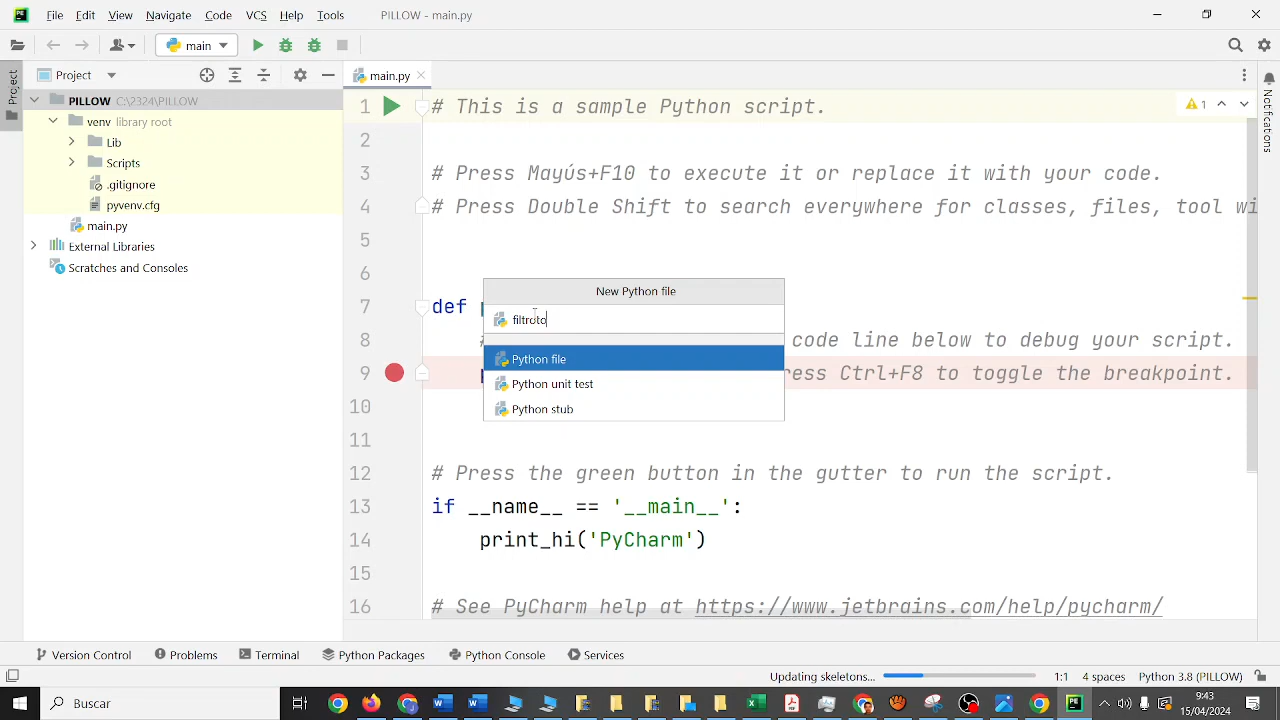 File Edit View Navigate Code Refactor Run Tools VCS Window Help Tools PILLOW - main.py
main
Project
main.py
Project
PILLOW C:\2324\PILLOW
venv library root
Lib
Scripts
.gitignore
pyvenv.cfg
main.py
External Libraries
Scratches and Consoles
1 # This is a sample Python script.
1
2
3 # Press Mayús+F10 to execute it or replace it with your code.
4 # Press Double Shift to search everywhere for classes, files, tool wi
5
6
7 def
8 code line below to debug your script.
9 ress Ctrl+F8 to toggle the breakpoint.
10
11
12 # Press the green button in the gutter to run the script.
13 if __name__ == '__main__':
14 print_hi('PyCharm')
15
16 # See PyCharm help at https://www.jetbrains.com/help/pycharm/
New Python file
filtroto
Python file
Python unit test
Python stub
Notifications
Version Control Problems Terminal Python Packages Python Console Services
Updating skeletons... 1:1 4 spaces Python 3.8 (PILLOW)
Buscar
9:43
15/04/2024